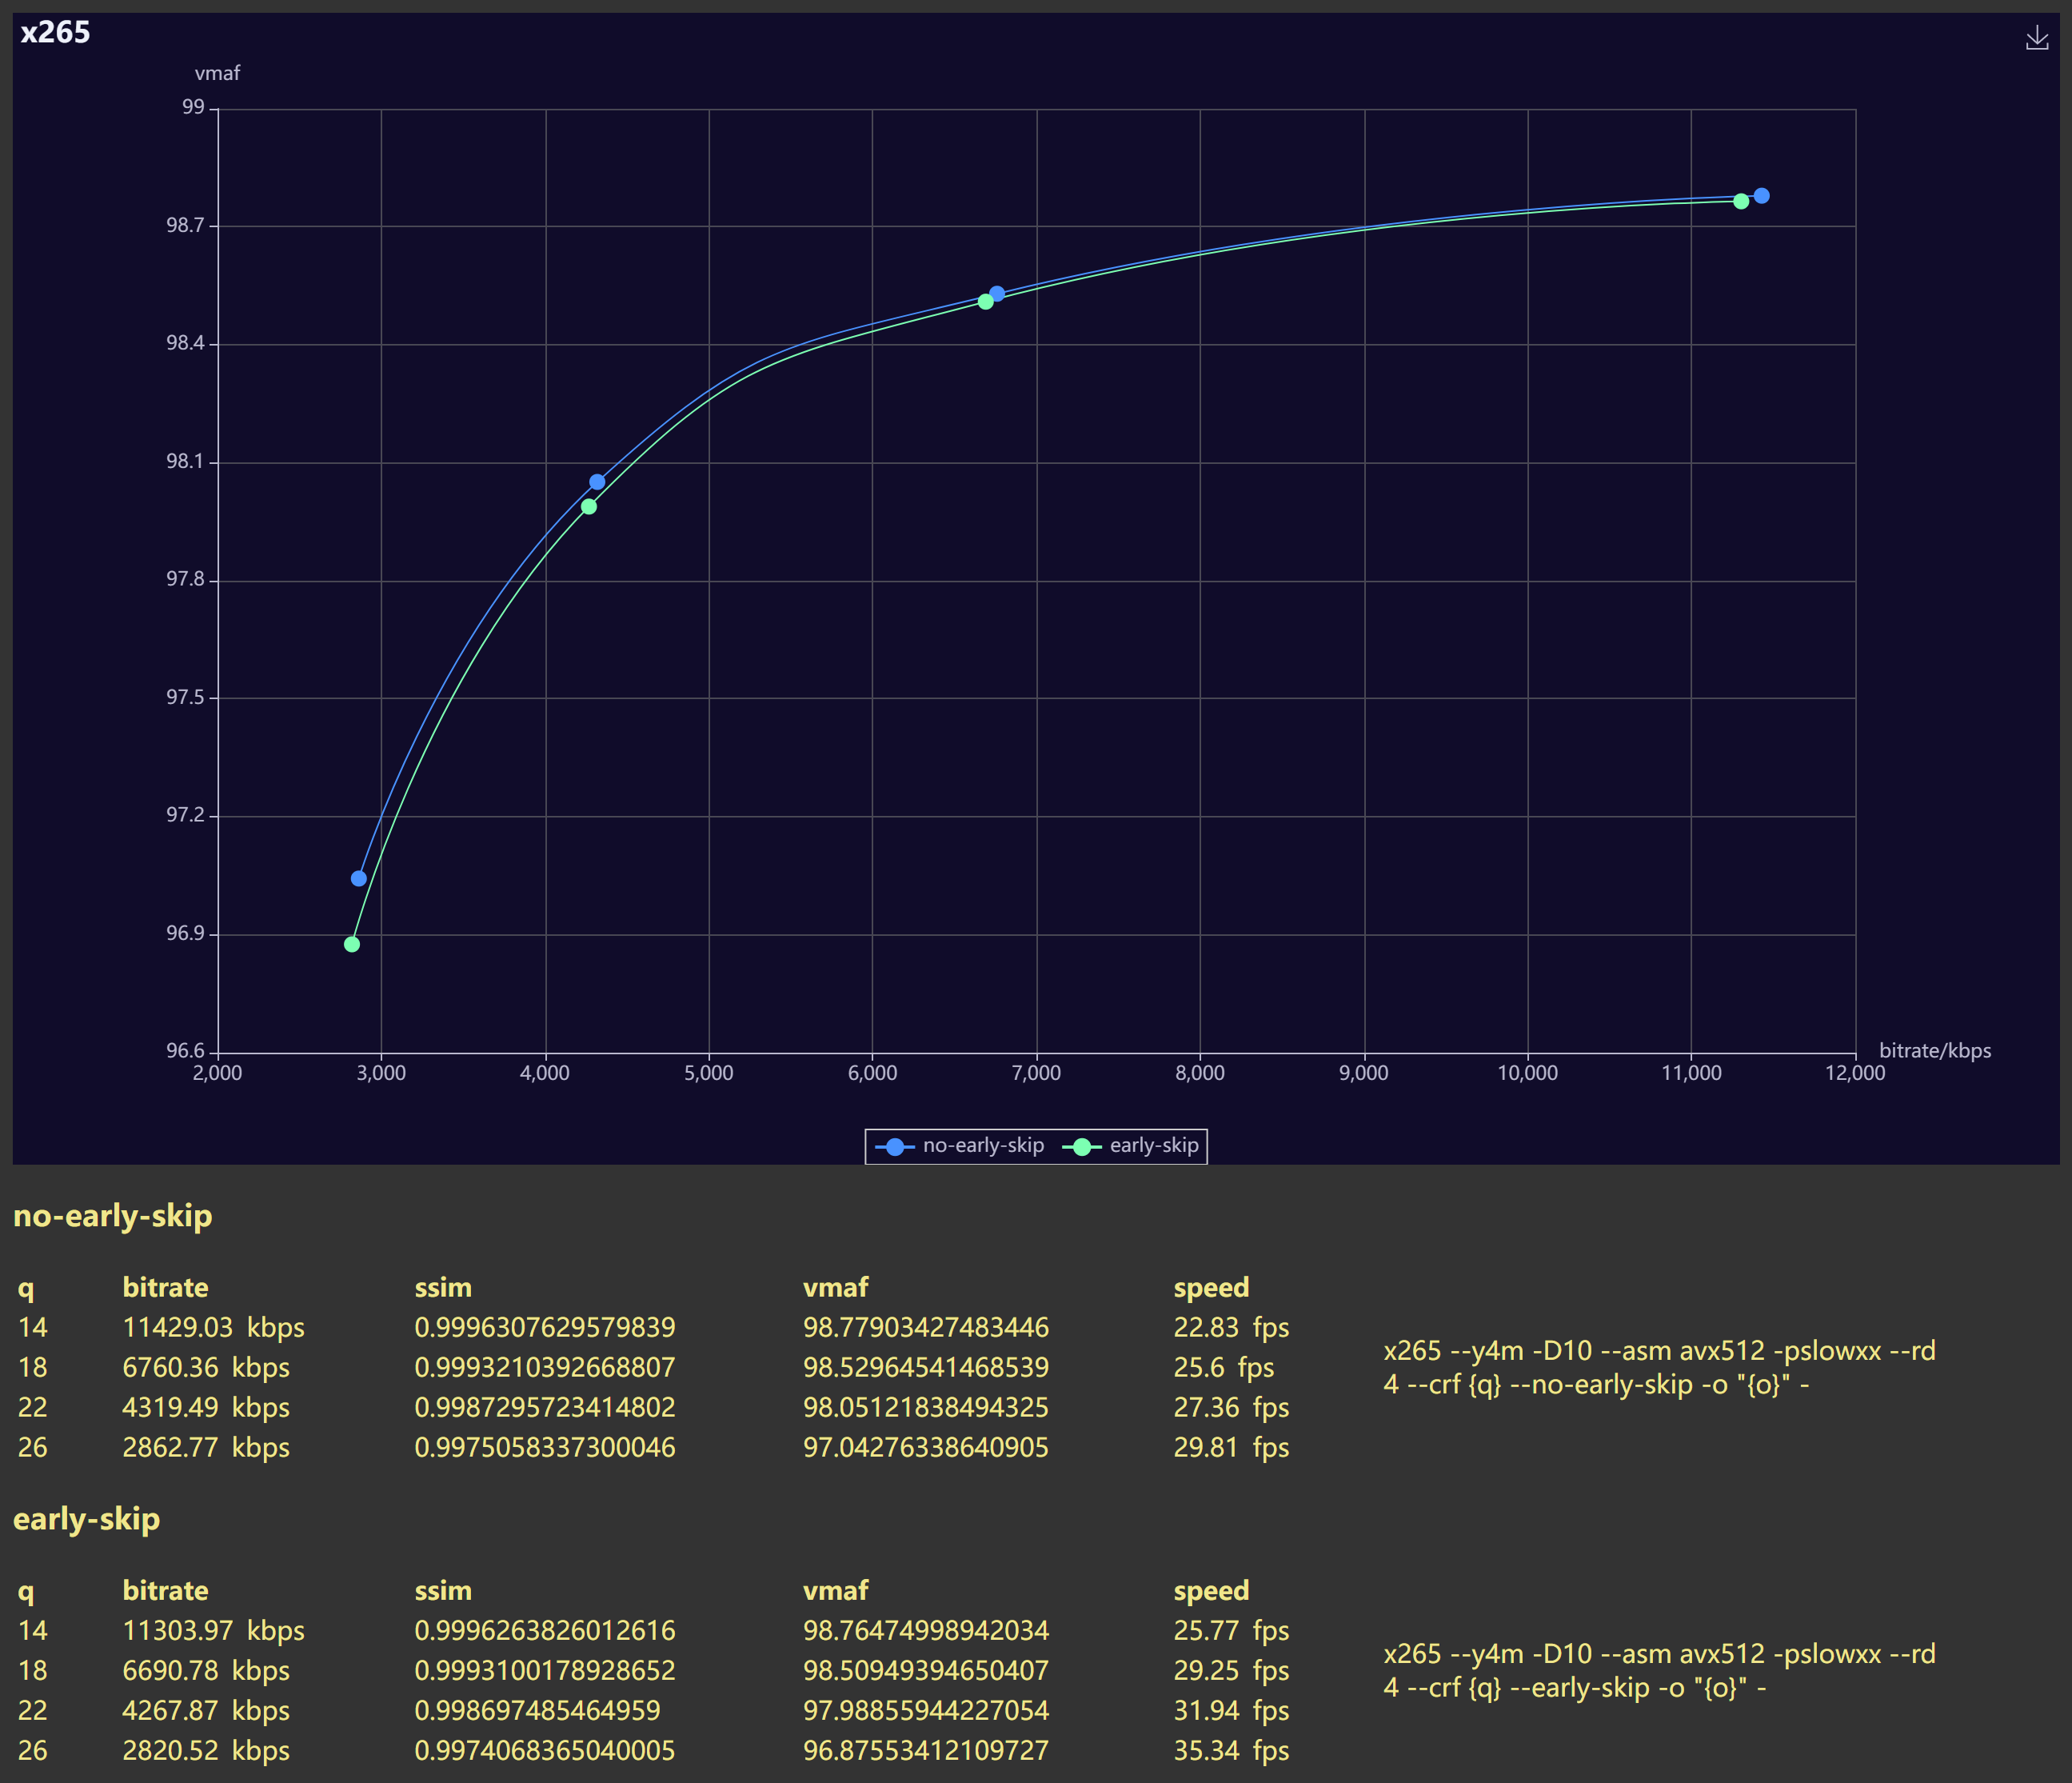 x265
vmaf
99
98.7
98.4
98.1
97.8
97.5
97.2
96.9
96.6
bitrate/kbps
2,000 3,000 4,000 5,000 6,000 7,000 8,000 9,000 10,000 11,000 12,000
no-early-skip early-skip
no-early-skip
q bitrate ssim vmaf speed
14 11429.03 kbps 0.9996307629579839 98.77903427483446 22.83 fps
18 6760.36 kbps 0.9993210392668807 98.52964541468539 25.6 fps
22 4319.49 kbps 0.9987295723414802 98.05121838494325 27.36 fps
26 2862.77 kbps 0.9975058337300046 97.04276338640905 29.81 fps
x265 --y4m -D10 --asm avx512 -pslowxx --rd
4 --crf {q} --no-early-skip -o "{o}" -
early-skip
q bitrate ssim vmaf speed
14 11303.97 kbps 0.9996263826012616 98.76474998942034 25.77 fps
18 6690.78 kbps 0.9993100178928652 98.50949394650407 29.25 fps
22 4267.87 kbps 0.998697485464959 97.98855944227054 31.94 fps
26 2820.52 kbps 0.9974068365040005 96.87553412109727 35.34 fps
x265 --y4m -D10 --asm avx512 -pslowxx --rd
4 --crf {q} --early-skip -o "{o}" -